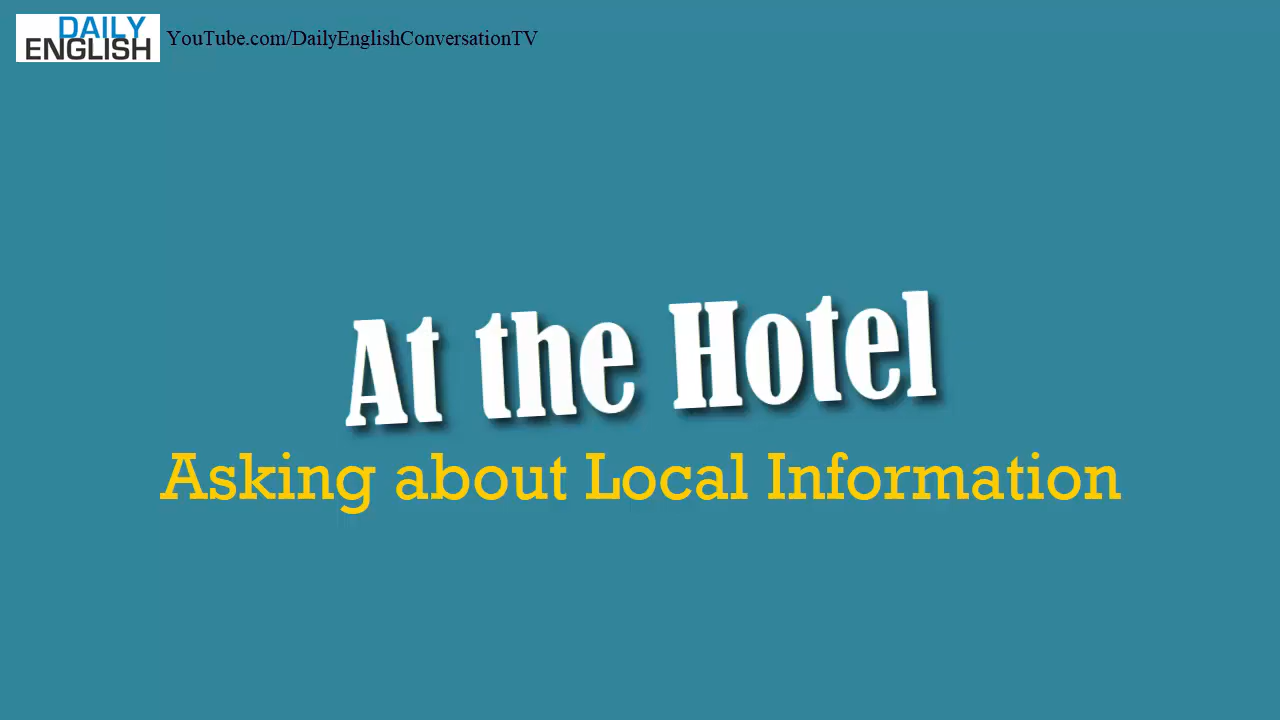 DAILY
ENGLISH
YouTube.com/DailyEnglishConversationTV
At the Hotel
Asking about Local Information